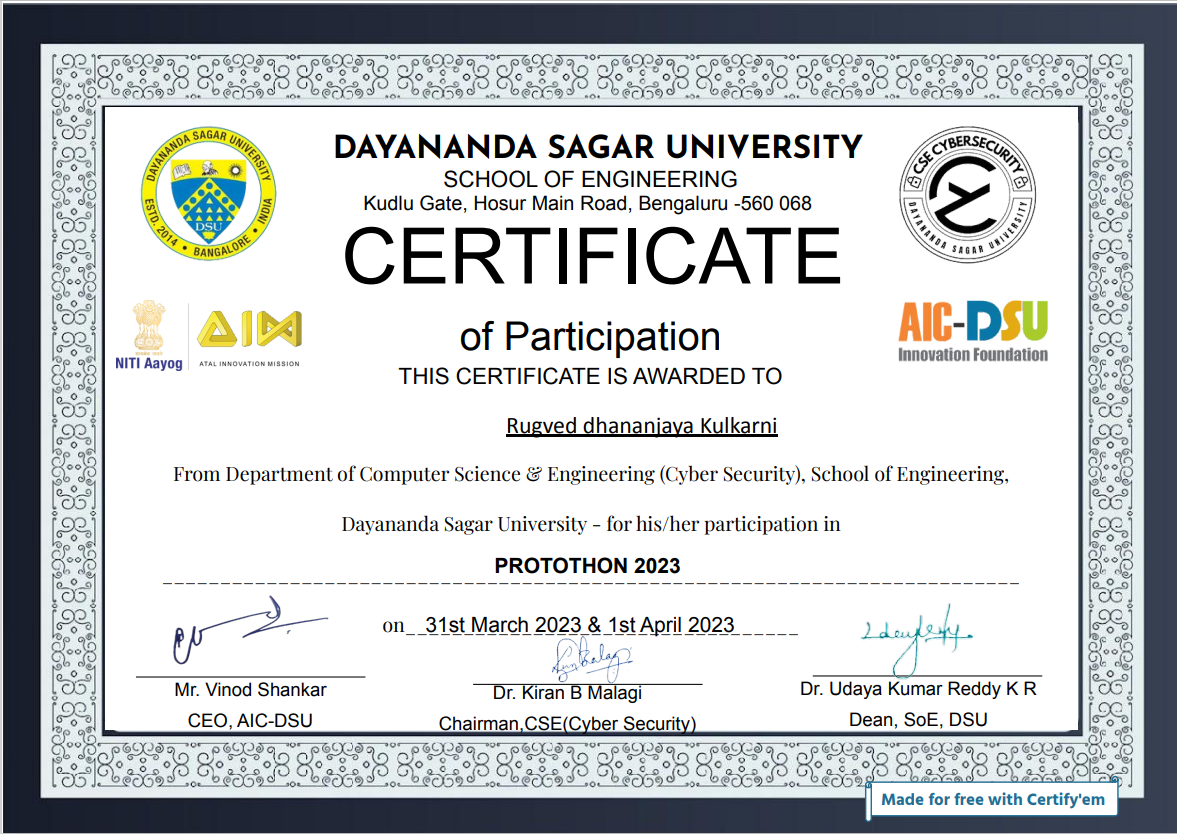 DAYANANDA SAGAR UNIVERSITY
ESTD. 2014 • BANGALORE • INDIA
DSU
DAYANANDA SAGAR UNIVERSITY
SCHOOL OF ENGINEERING
Kudlu Gate, Hosur Main Road, Bengaluru -560 068
CSE CYBERSECURITY
DAYANANDA SAGAR UNIVERSITY
CERTIFICATE
NITI Aayog
AIM
ATAL INNOVATION MISSION
of Participation
AIC-DSU
Innovation Foundation
THIS CERTIFICATE IS AWARDED TO
Rugved dhananjaya Kulkarni
From Department of Computer Science & Engineering (Cyber Security), School of Engineering,
Dayananda Sagar University - for his/her participation in
PROTOTHON 2023
on 31st March 2023 & 1st April 2023
Mr. Vinod Shankar
CEO, AIC-DSU
Dr. Kiran B Malagi
Chairman,CSE(Cyber Security)
Dr. Udaya Kumar Reddy K R
Dean, SoE, DSU
Made for free with Certify'em